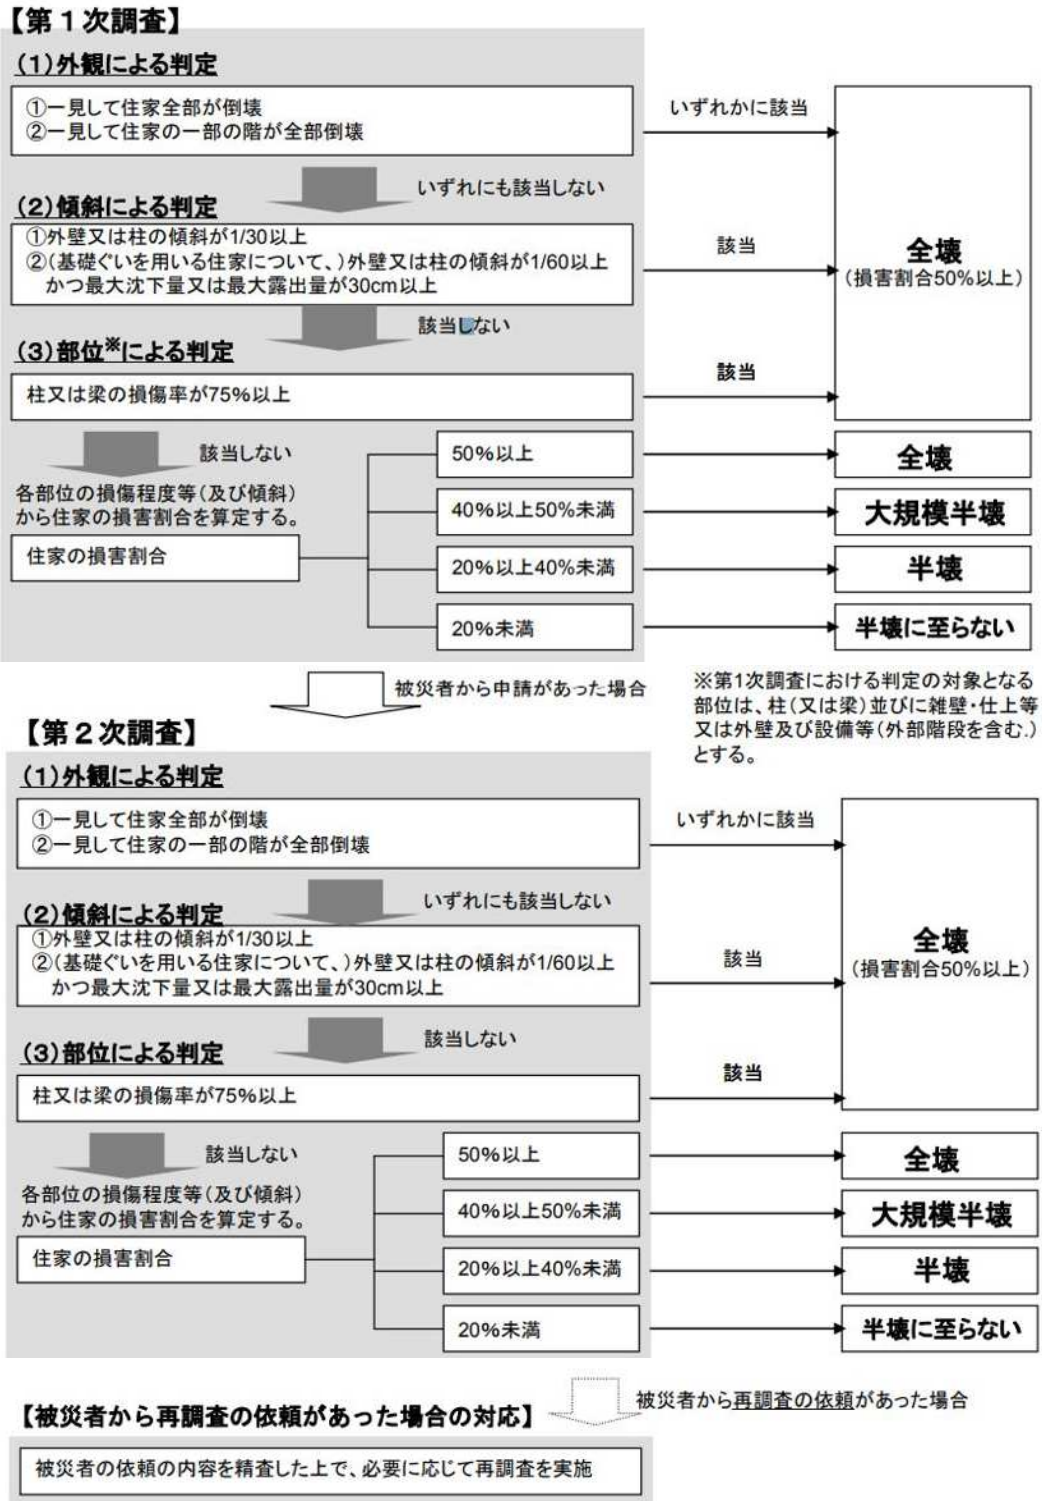 【第1次調査】
(1)外観による判定
①一見して住家全部が倒壊
②一見して住家の一部の階が全部倒壊
いずれかに該当
いずれにも該当しない
(2)傾斜による判定
①外壁又は柱の傾斜が1/30以上
②(基礎ぐいを用いる住家について、)外壁又は柱の傾斜が1/60以上
かつ最大沈下量又は最大露出量が30cm以上
該当
全壊
(損害割合50%以上)
該当しない
(3)部位※による判定
柱又は梁の損傷率が75%以上
該当
該当しない
各部位の損傷程度等(及び傾斜)
から住家の損害割合を算定する。
住家の損害割合
50%以上
全壊
40%以上50%未満
大規模半壊
20%以上40%未満
半壊
20%未満
半壊に至らない
被災者から申請があった場合
※第1次調査における判定の対象となる
部位は、柱(又は梁)並びに雑壁・仕上等
又は外壁及び設備等(外部階段を含む.)
とする。
【第2次調査】
(1)外観による判定
①一見して住家全部が倒壊
②一見して住家の一部の階が全部倒壊
いずれかに該当
いずれにも該当しない
(2)傾斜による判定
①外壁又は柱の傾斜が1/30以上
②(基礎ぐいを用いる住家について、)外壁又は柱の傾斜が1/60以上
かつ最大沈下量又は最大露出量が30cm以上
該当
全壊
(損害割合50%以上)
該当しない
(3)部位による判定
柱又は梁の損傷率が75%以上
該当
該当しない
各部位の損傷程度等(及び傾斜)
から住家の損害割合を算定する。
住家の損害割合
50%以上
全壊
40%以上50%未満
大規模半壊
20%以上40%未満
半壊
20%未満
半壊に至らない
被災者から再調査の依頼があった場合
【被災者から再調査の依頼があった場合の対応】
被災者の依頼の内容を精査した上で、必要に応じて再調査を実施